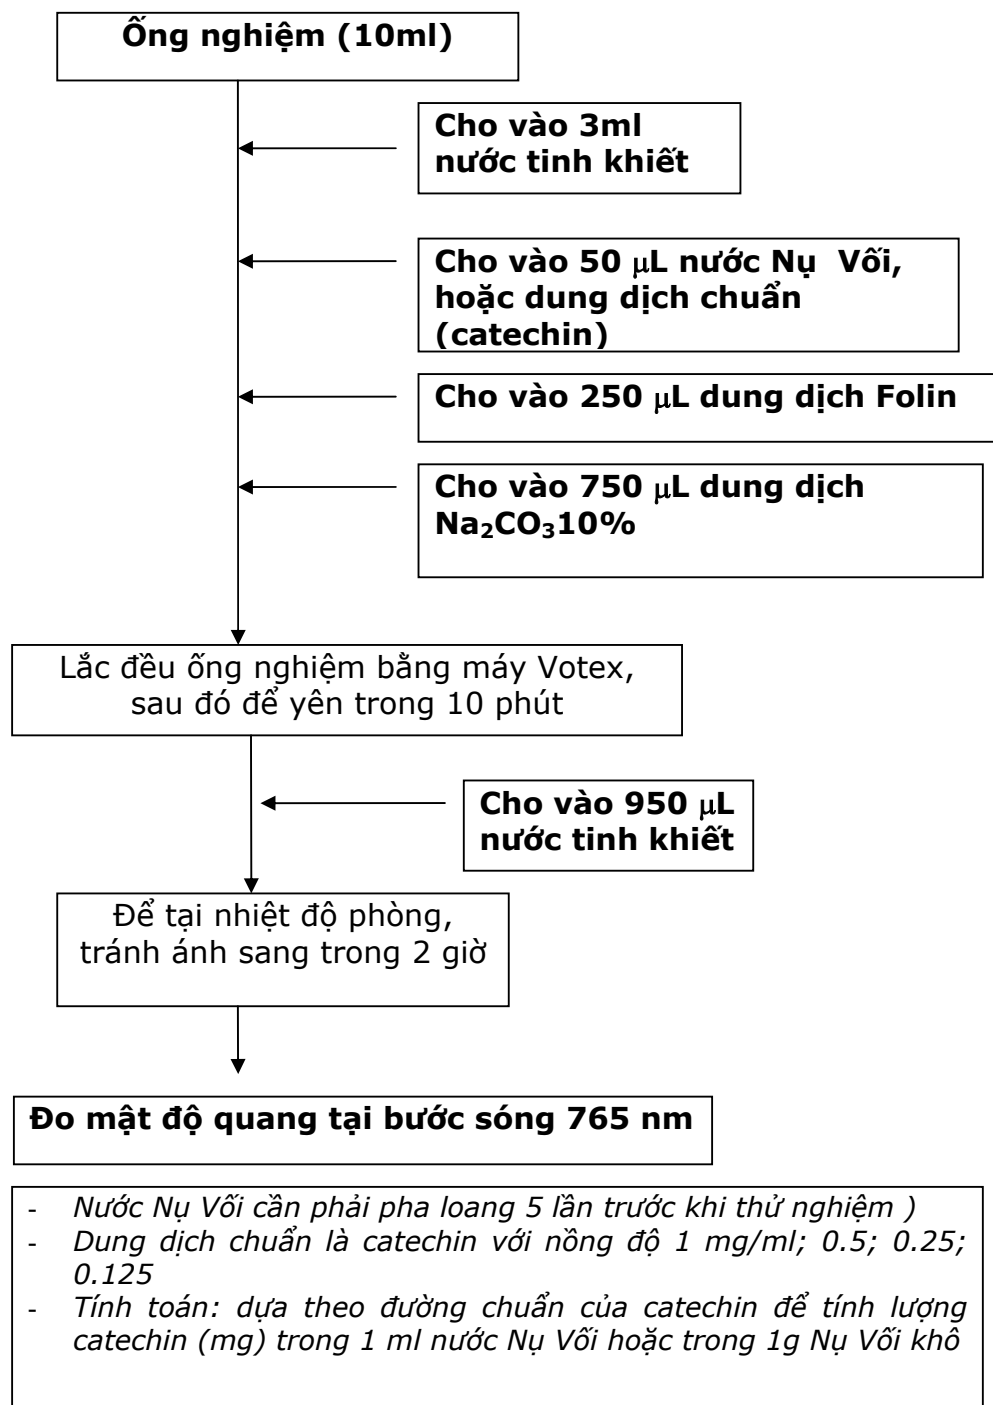 Ống nghiệm (10ml)
Cho vào 3ml
nước tinh khiết
Cho vào 50 μL nước Nụ Vối,
hoặc dung dịch chuẩn
(catechin)
Cho vào 250 μL dung dịch Folin
Cho vào 750 μL dung dịch
Na₂CO₃10%
Lắc đều ống nghiệm bằng máy Votex,
sau đó để yên trong 10 phút
Cho vào 950 μL
nước tinh khiết
Để tại nhiệt độ phòng,
tránh ánh sang trong 2 giờ
Đo mật độ quang tại bước sóng 765 nm
- Nước Nụ Vối cần phải pha loang 5 lần trước khi thử nghiệm )
- Dung dịch chuẩn là catechin với nồng độ 1 mg/ml; 0.5; 0.25;
0.125
- Tính toán: dựa theo đường chuẩn của catechin để tính lượng
catechin (mg) trong 1 ml nước Nụ Vối hoặc trong 1g Nụ Vối khô